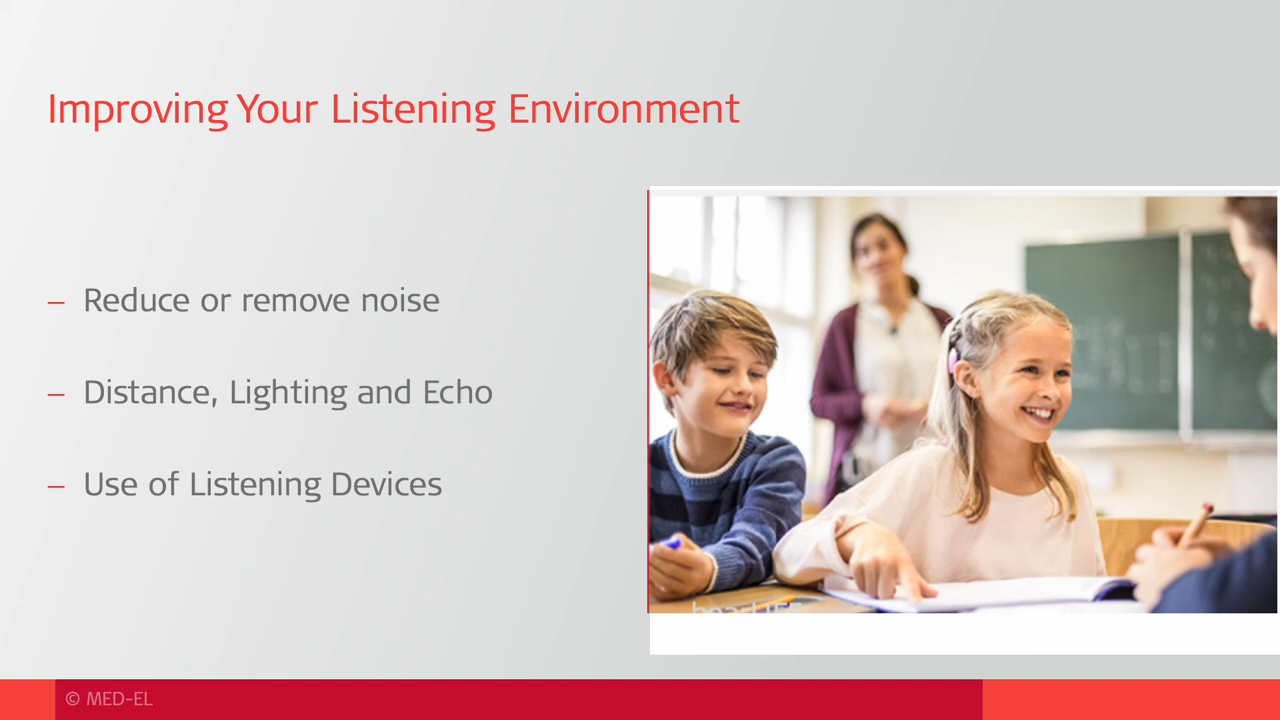 Improving Your Listening Environment
– Reduce or remove noise
– Distance, Lighting and Echo
– Use of Listening Devices
© MED-EL